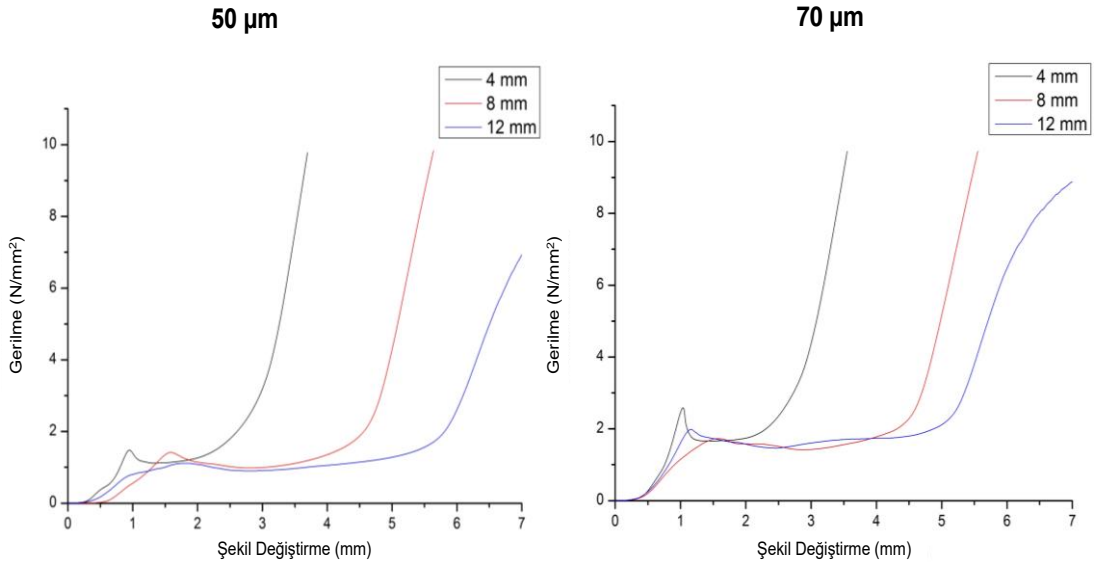 50 µm
4 mm
8 mm
12 mm
10
8
6
4
2
0
0 1 2 3 4 5 6 7
Gerilme (N/mm²)
Şekil Değiştirme (mm)
70 µm
4 mm
8 mm
12 mm
10
8
6
4
2
0
0 1 2 3 4 5 6 7
Gerilme (N/mm²)
Şekil Değiştirme (mm)